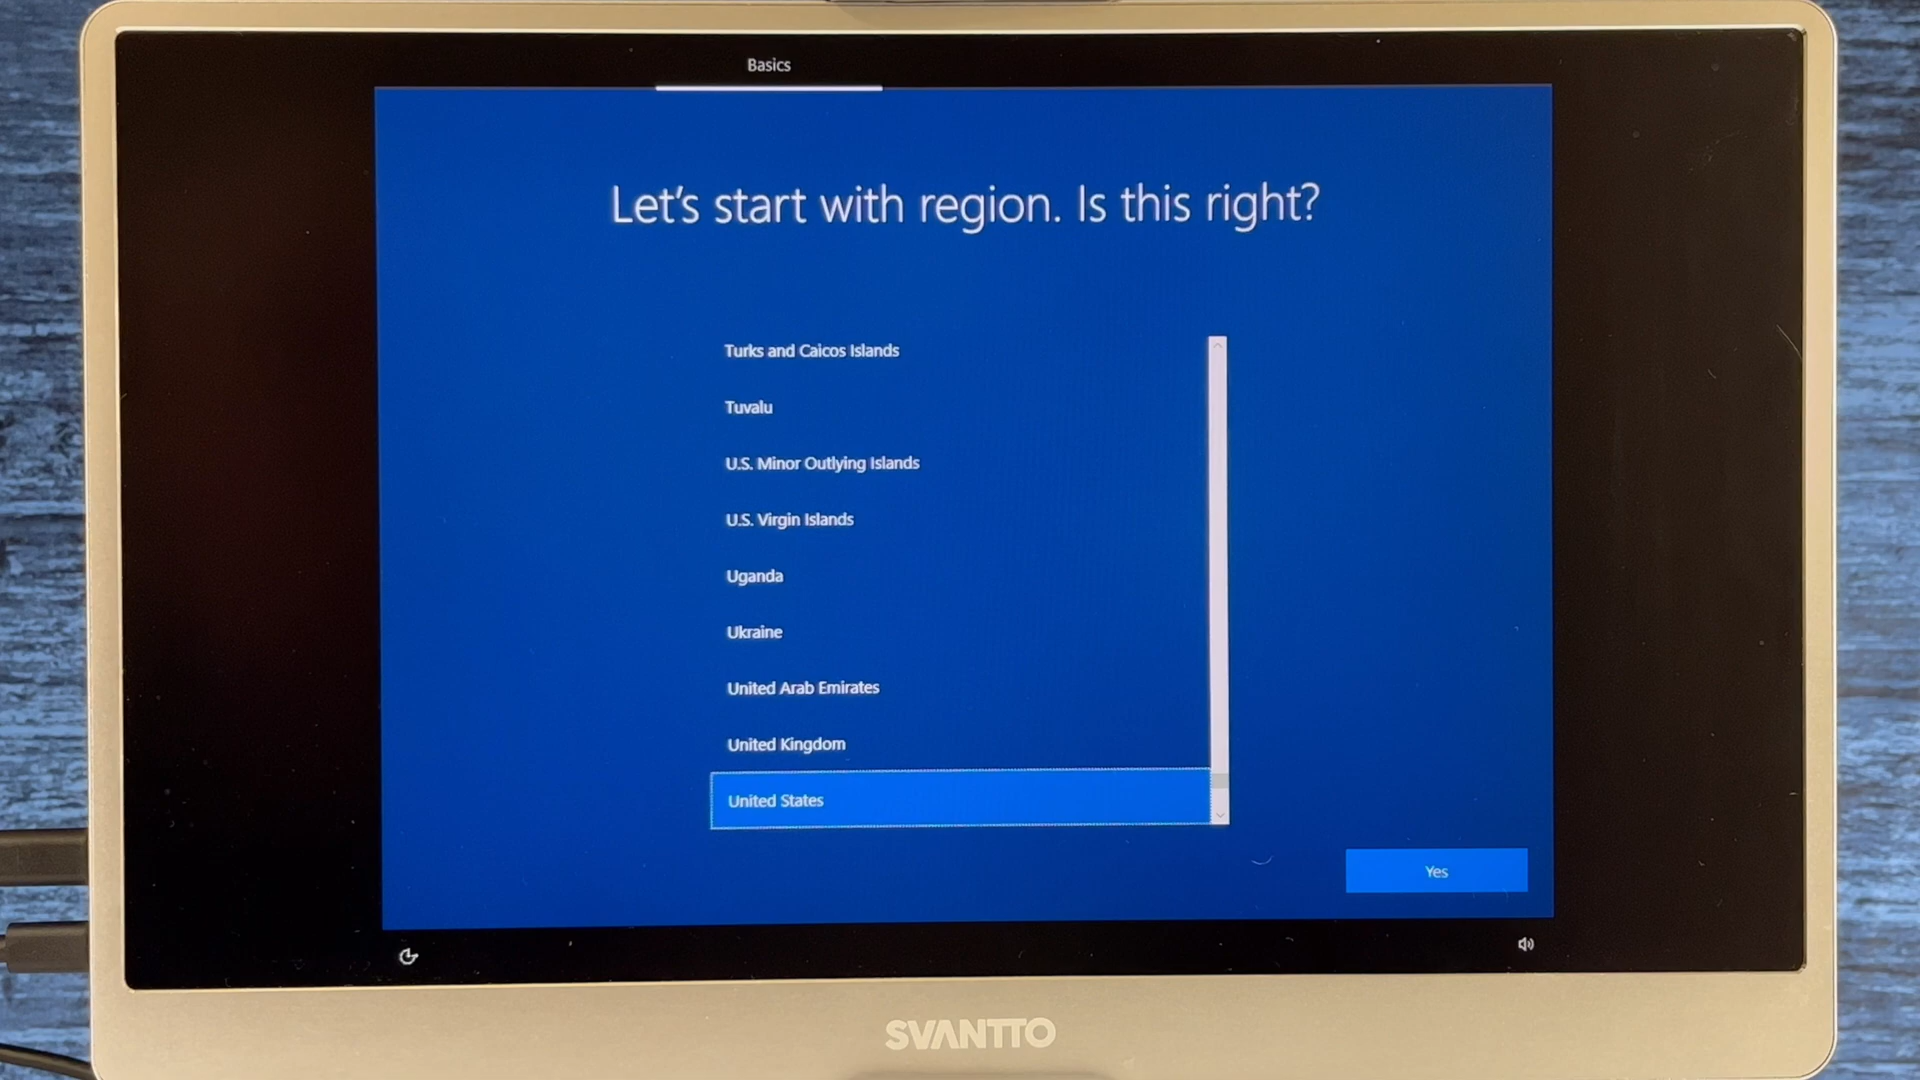 Basics
Let's start with region. Is this right?
Turks and Caicos Islands
Tuvalu
U.S. Minor Outlying Islands
U.S. Virgin Islands
Uganda
Ukraine
United Arab Emirates
United Kingdom
United States
Yes
SVANTTO